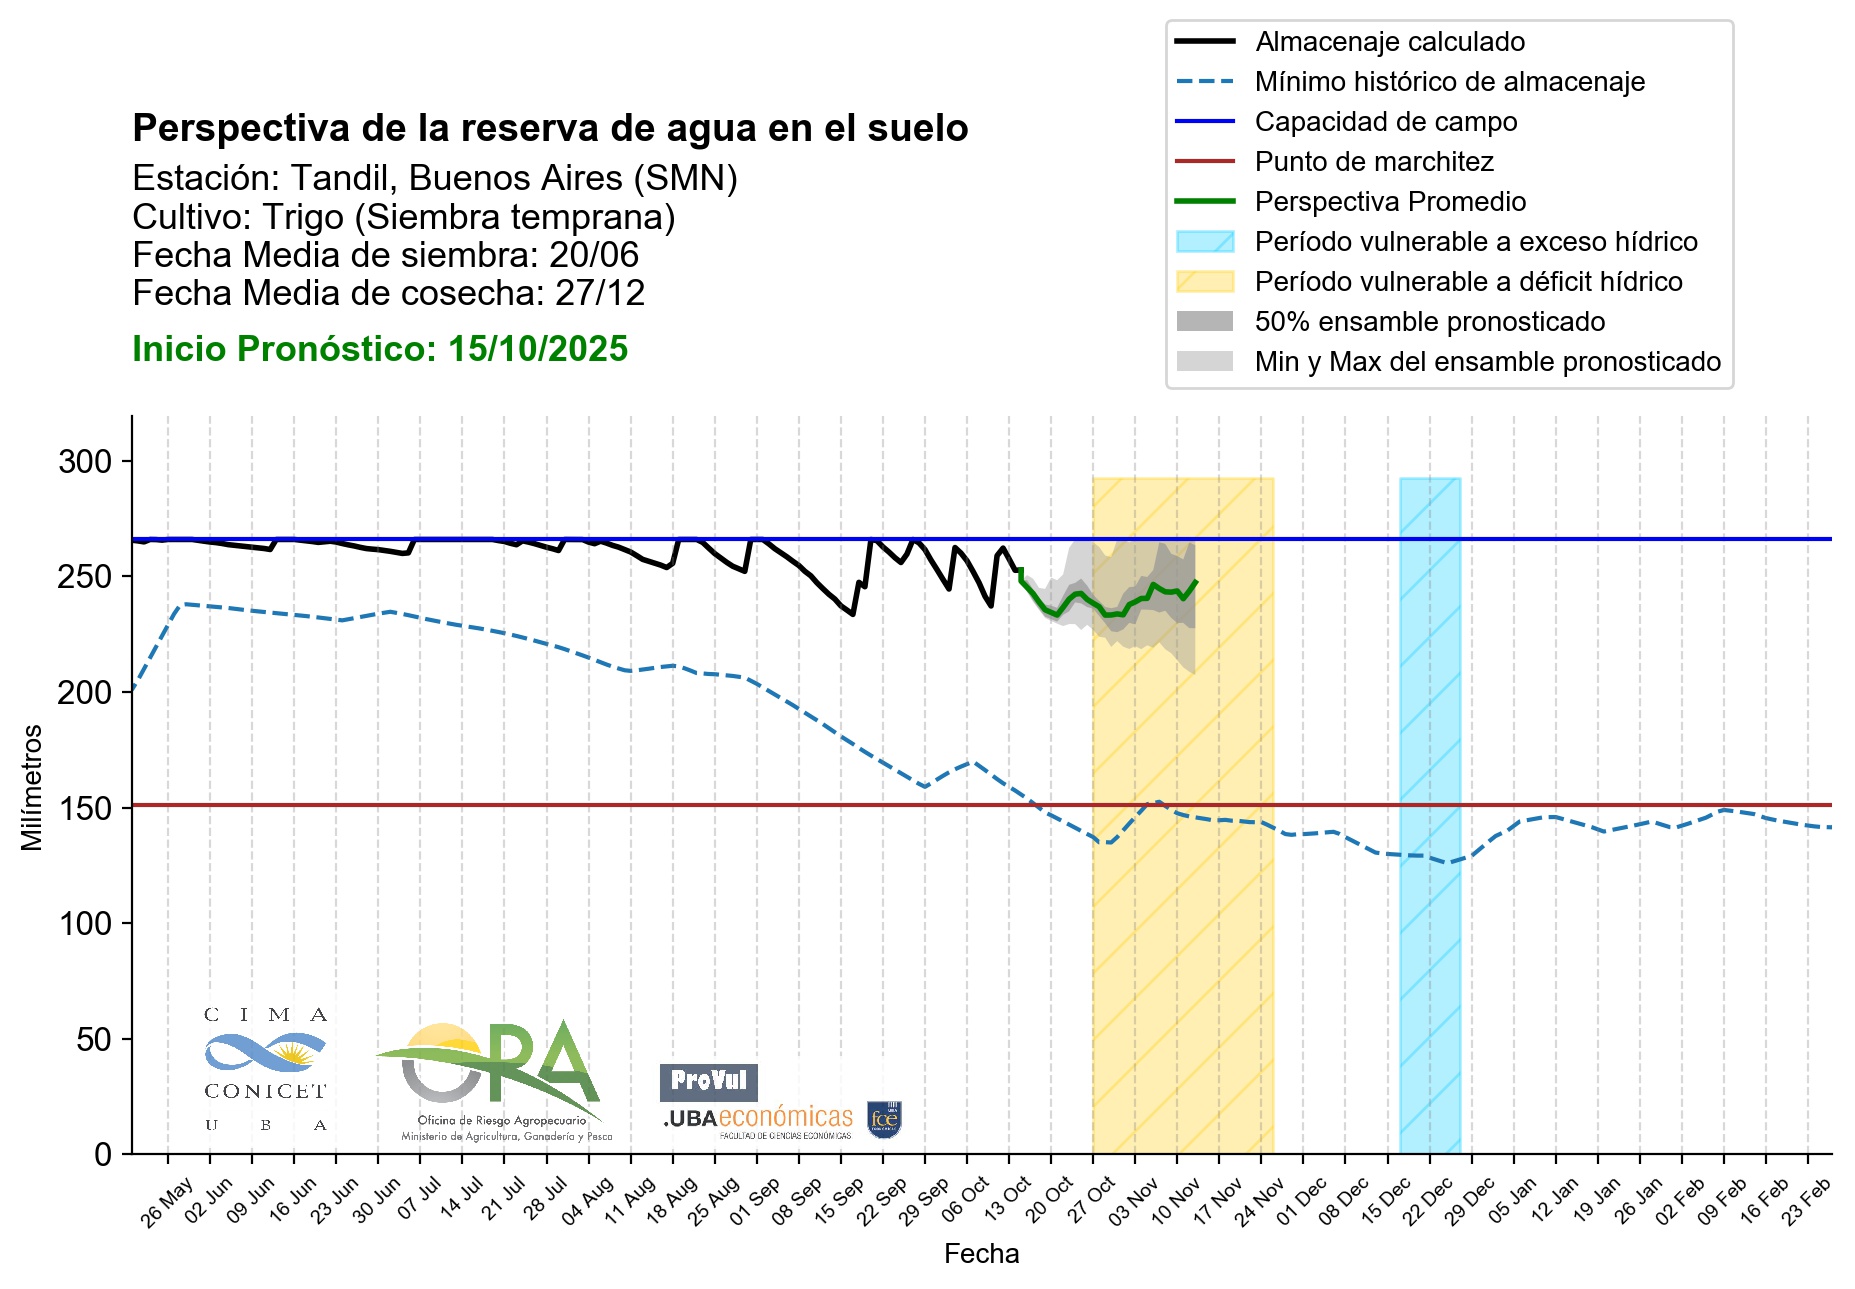 Almacenaje calculado
Mínimo histórico de almacenaje
Capacidad de campo
Punto de marchitez
Perspectiva Promedio
Período vulnerable a exceso hídrico
Período vulnerable a déficit hídrico
50% ensamble pronosticado
Min y Max del ensamble pronosticado
Perspectiva de la reserva de agua en el suelo
Estación: Tandil, Buenos Aires (SMN)
Cultivo: Trigo (Siembra temprana)
Fecha Media de siembra: 20/06
Fecha Media de cosecha: 27/12
Inicio Pronóstico: 15/10/2025
Milímetros
300
250
200
150
100
50
0
CIMA
CONICET
UBA
ORA
Oficina de Riesgo Agropecuario
Ministerio de Agricultura, Ganadería y Pesca
ProVul
.UBAeconómicas
FACULTAD DE CIENCIAS ECONÓMICAS
fce
26 May
02 Jun
09 Jun
16 Jun
23 Jun
30 Jun
07 Jul
14 Jul
21 Jul
28 Jul
04 Aug
11 Aug
18 Aug
25 Aug
01 Sep
08 Sep
15 Sep
22 Sep
29 Sep
06 Oct
13 Oct
20 Oct
27 Oct
03 Nov
10 Nov
17 Nov
24 Nov
01 Dec
08 Dec
15 Dec
22 Dec
29 Dec
05 Jan
12 Jan
19 Jan
26 Jan
02 Feb
09 Feb
16 Feb
23 Feb
Fecha